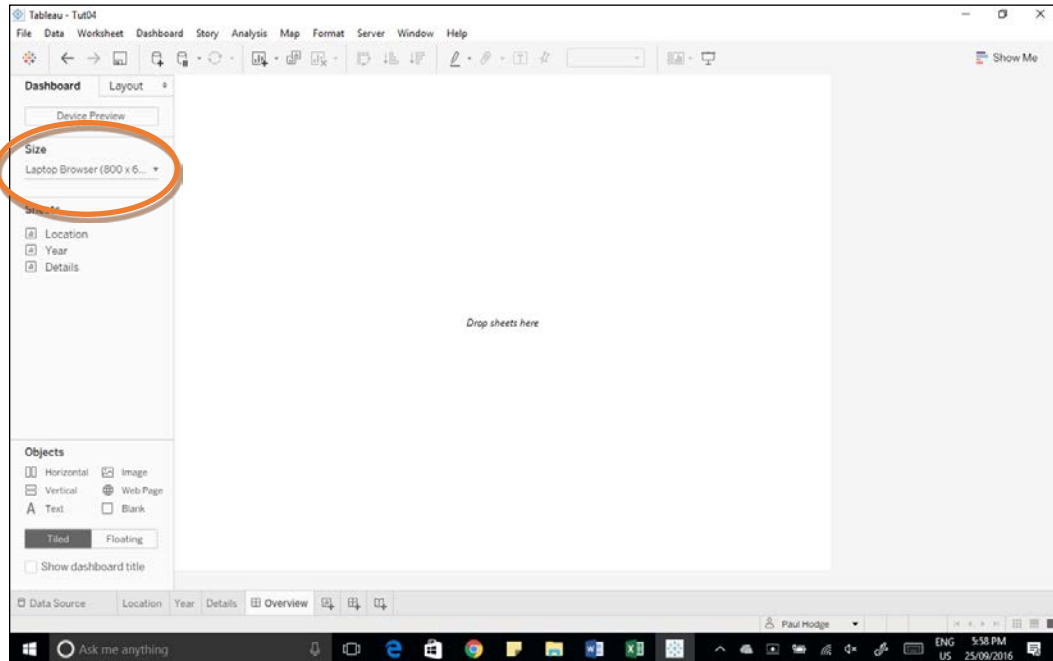 Tableau - Tut04
File Data Worksheet Dashboard Story Analysis Map Format Server Window Help
Show Me
Dashboard Layout
Device Preview
Size
Laptop Browser (800 x 6...
Sheets
Location
Year
Details
Drop sheets here
Objects
Horizontal Image
Vertical Web Page
A Text Blank
Tiled Floating
Show dashboard title
Data Source Location Year Details Overview
Paul Hodge
Ask me anything
ENG 5:58 PM
US 25/09/2016